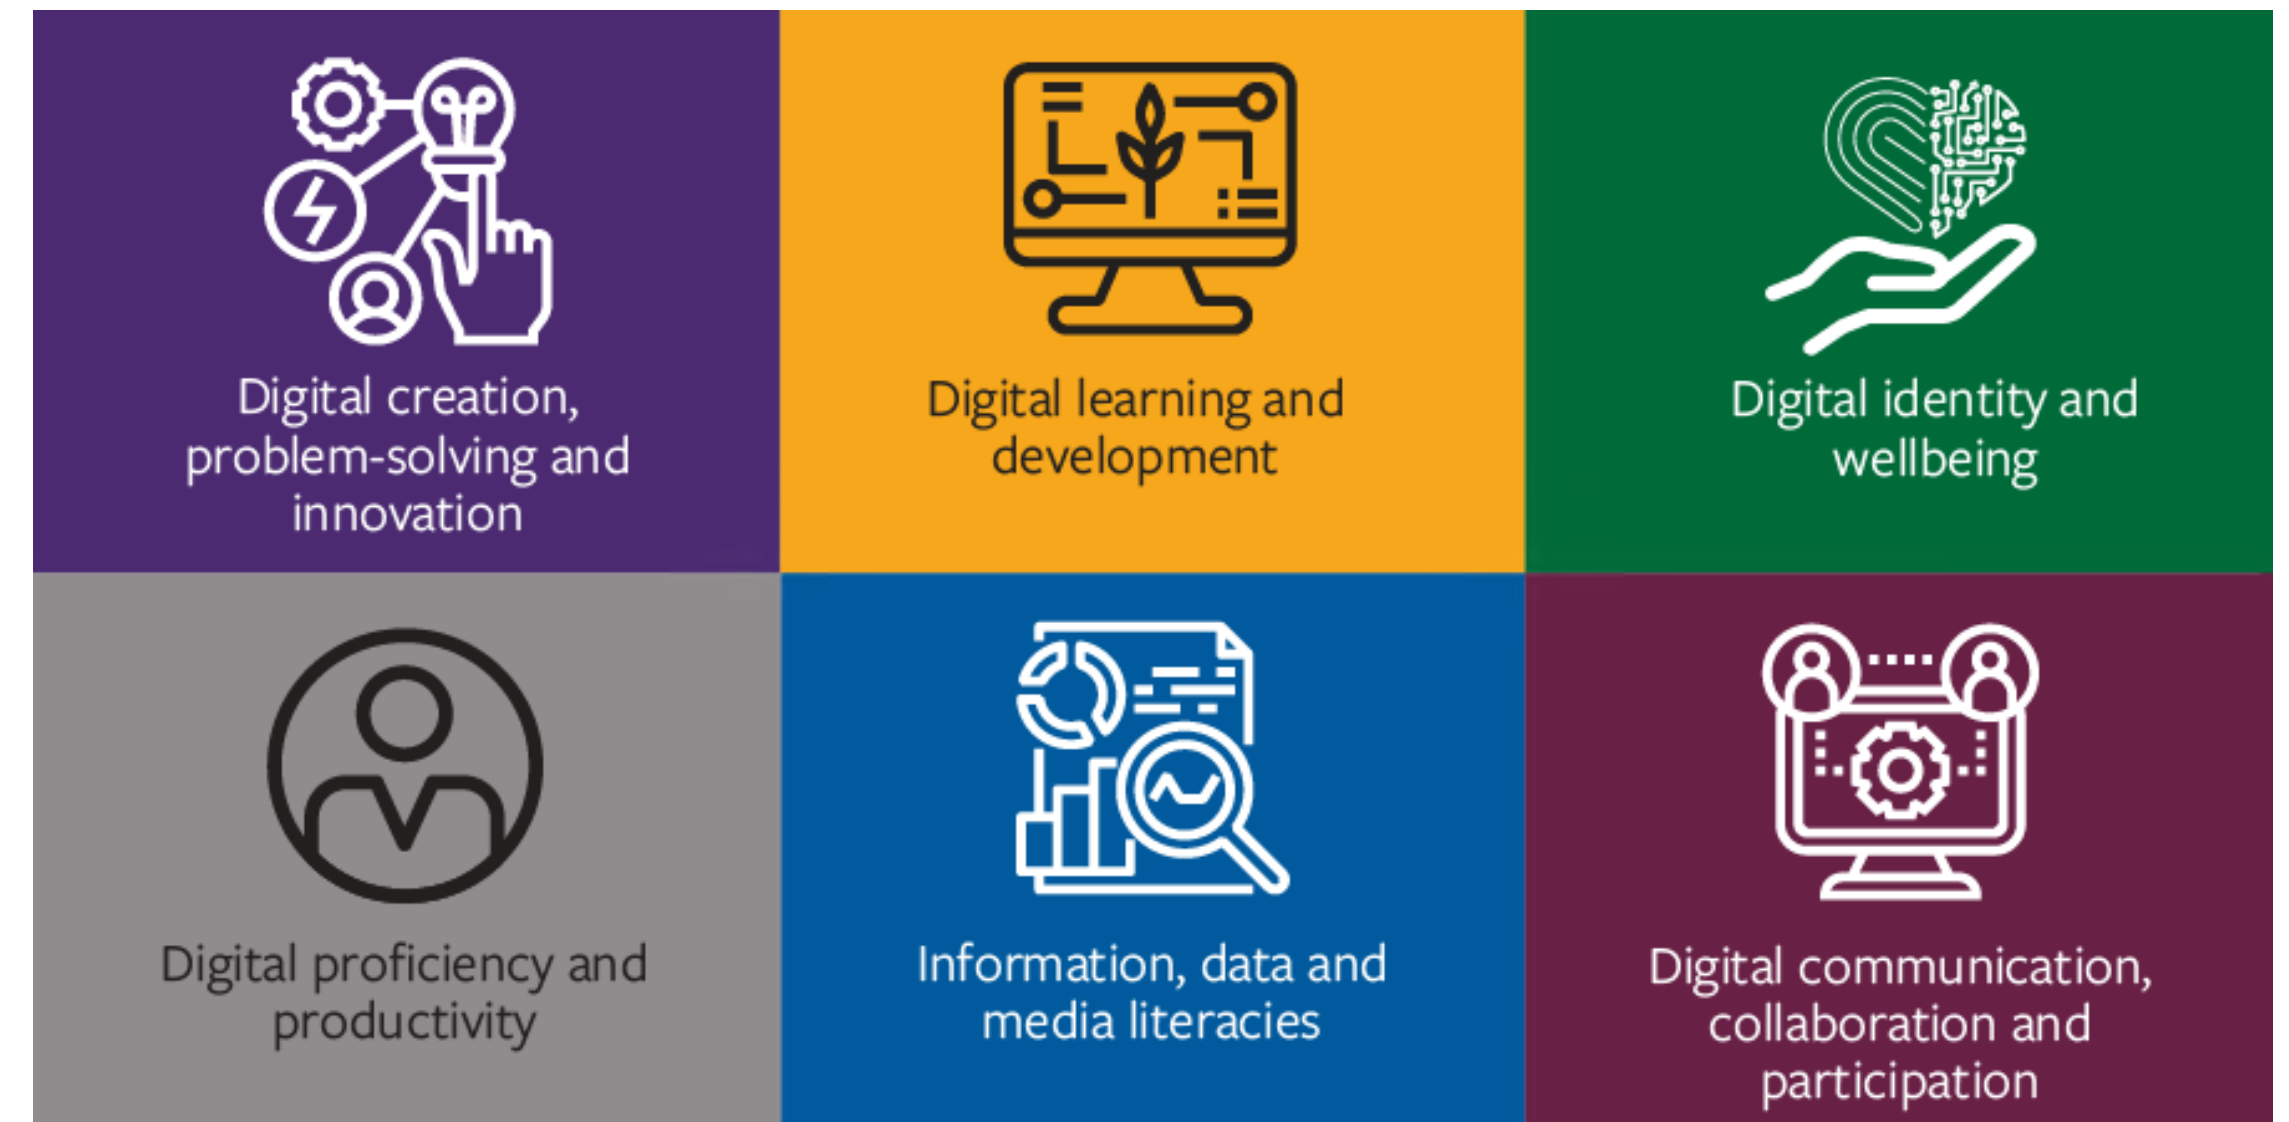 Digital creation,
problem-solving and
innovation
Digital learning and
development
Digital identity and
wellbeing
Digital proficiency and
productivity
Information, data and
media literacies
Digital communication,
collaboration and
participation